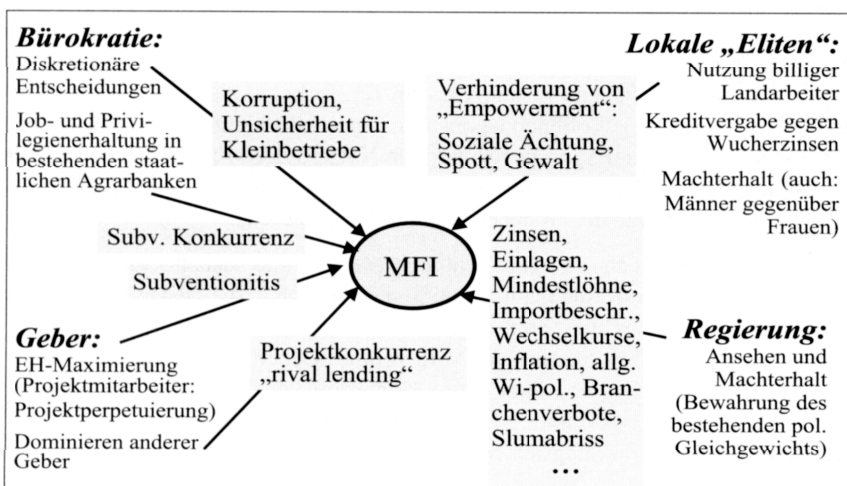 Bürokratie:
Diskretionäre
Entscheidungen
Job- und Privi-
legienerhaltung in
bestehenden staat-
lichen Agrarbanken
Korruption,
Unsicherheit für
Kleinbetriebe
Subv. Konkurrenz
Lokale „Eliten“:
Nutzung billiger
Landarbeiter
Kreditvergabe gegen
Wucherzinsen
Machterhalt (auch:
Männer gegenüber
Frauen)
Verhinderung von
„Empowerment“:
Soziale Ächtung,
Spott, Gewalt
MFI
Subventionitis
Geber:
EH-Maximierung
(Projektmitarbeiter:
Projektperpetuierung)
Dominieren anderer
Geber
Projektkonkurrenz
„rival lending“
Zinsen,
Einlagen,
Mindestlöhne,
Importbeschr.,
Wechselkurse,
Inflation, allg.
Wi-pol., Bran-
chenverbote,
Slumabriss
...
Regierung:
Ansehen und
Machterhalt
(Bewahrung des
bestehenden pol.
Gleichgewichts)